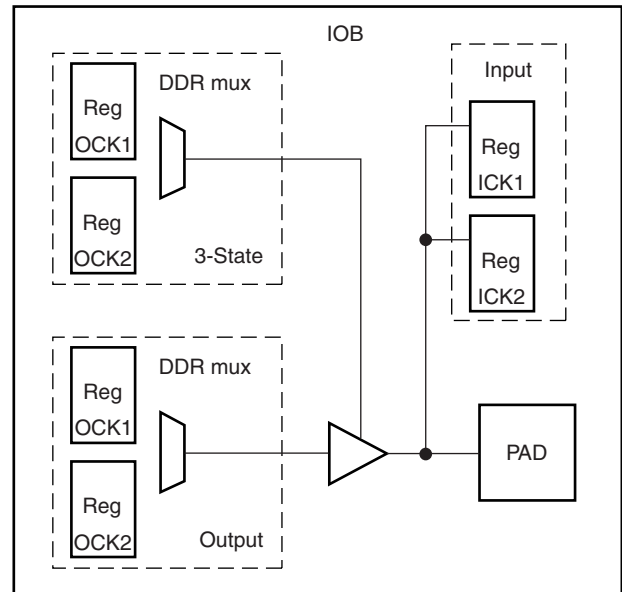 IOB
DDR mux
Reg
OCK1
Reg
OCK2
3-State
Input
Reg
ICK1
Reg
ICK2
DDR mux
Reg
OCK1
Reg
OCK2
Output
PAD